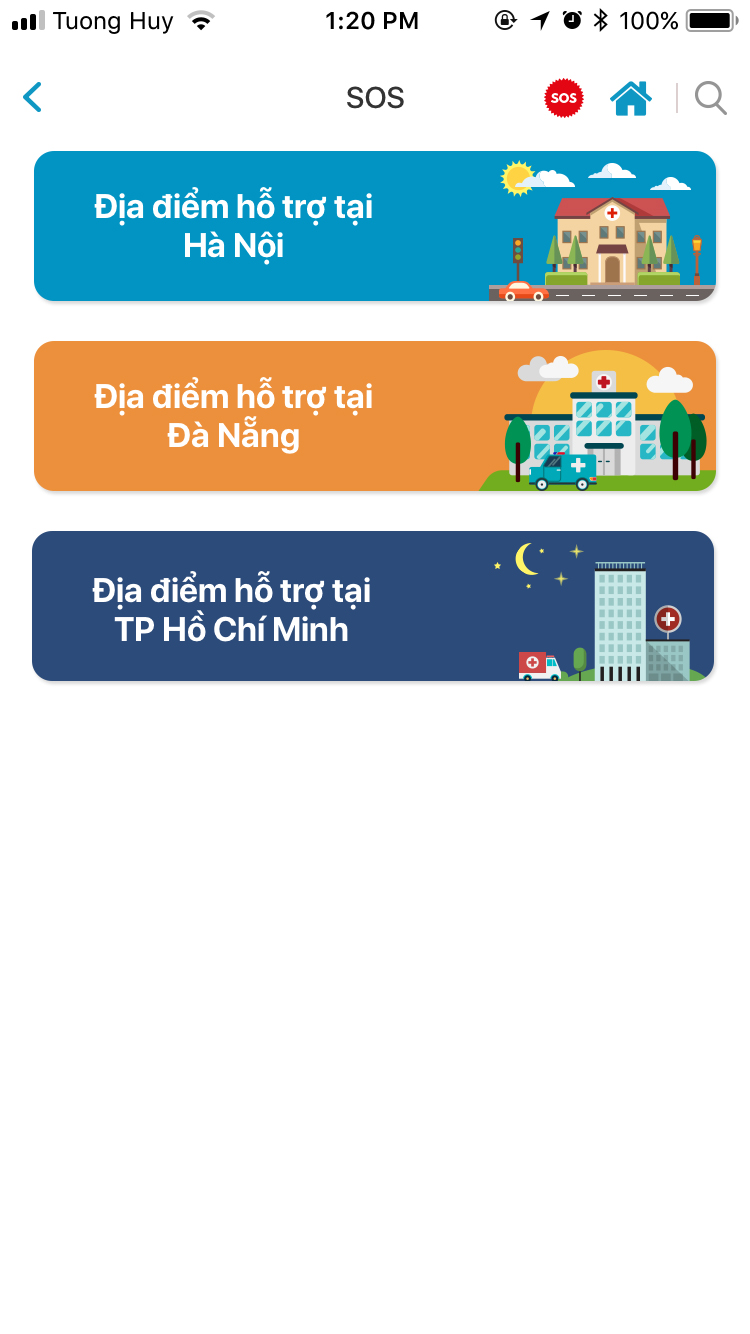 Tuong Huy 1:20 PM 100%
SOS SOS
Địa điểm hỗ trợ tại
Hà Nội
Địa điểm hỗ trợ tại
Đà Nẵng
Địa điểm hỗ trợ tại
TP Hồ Chí Minh